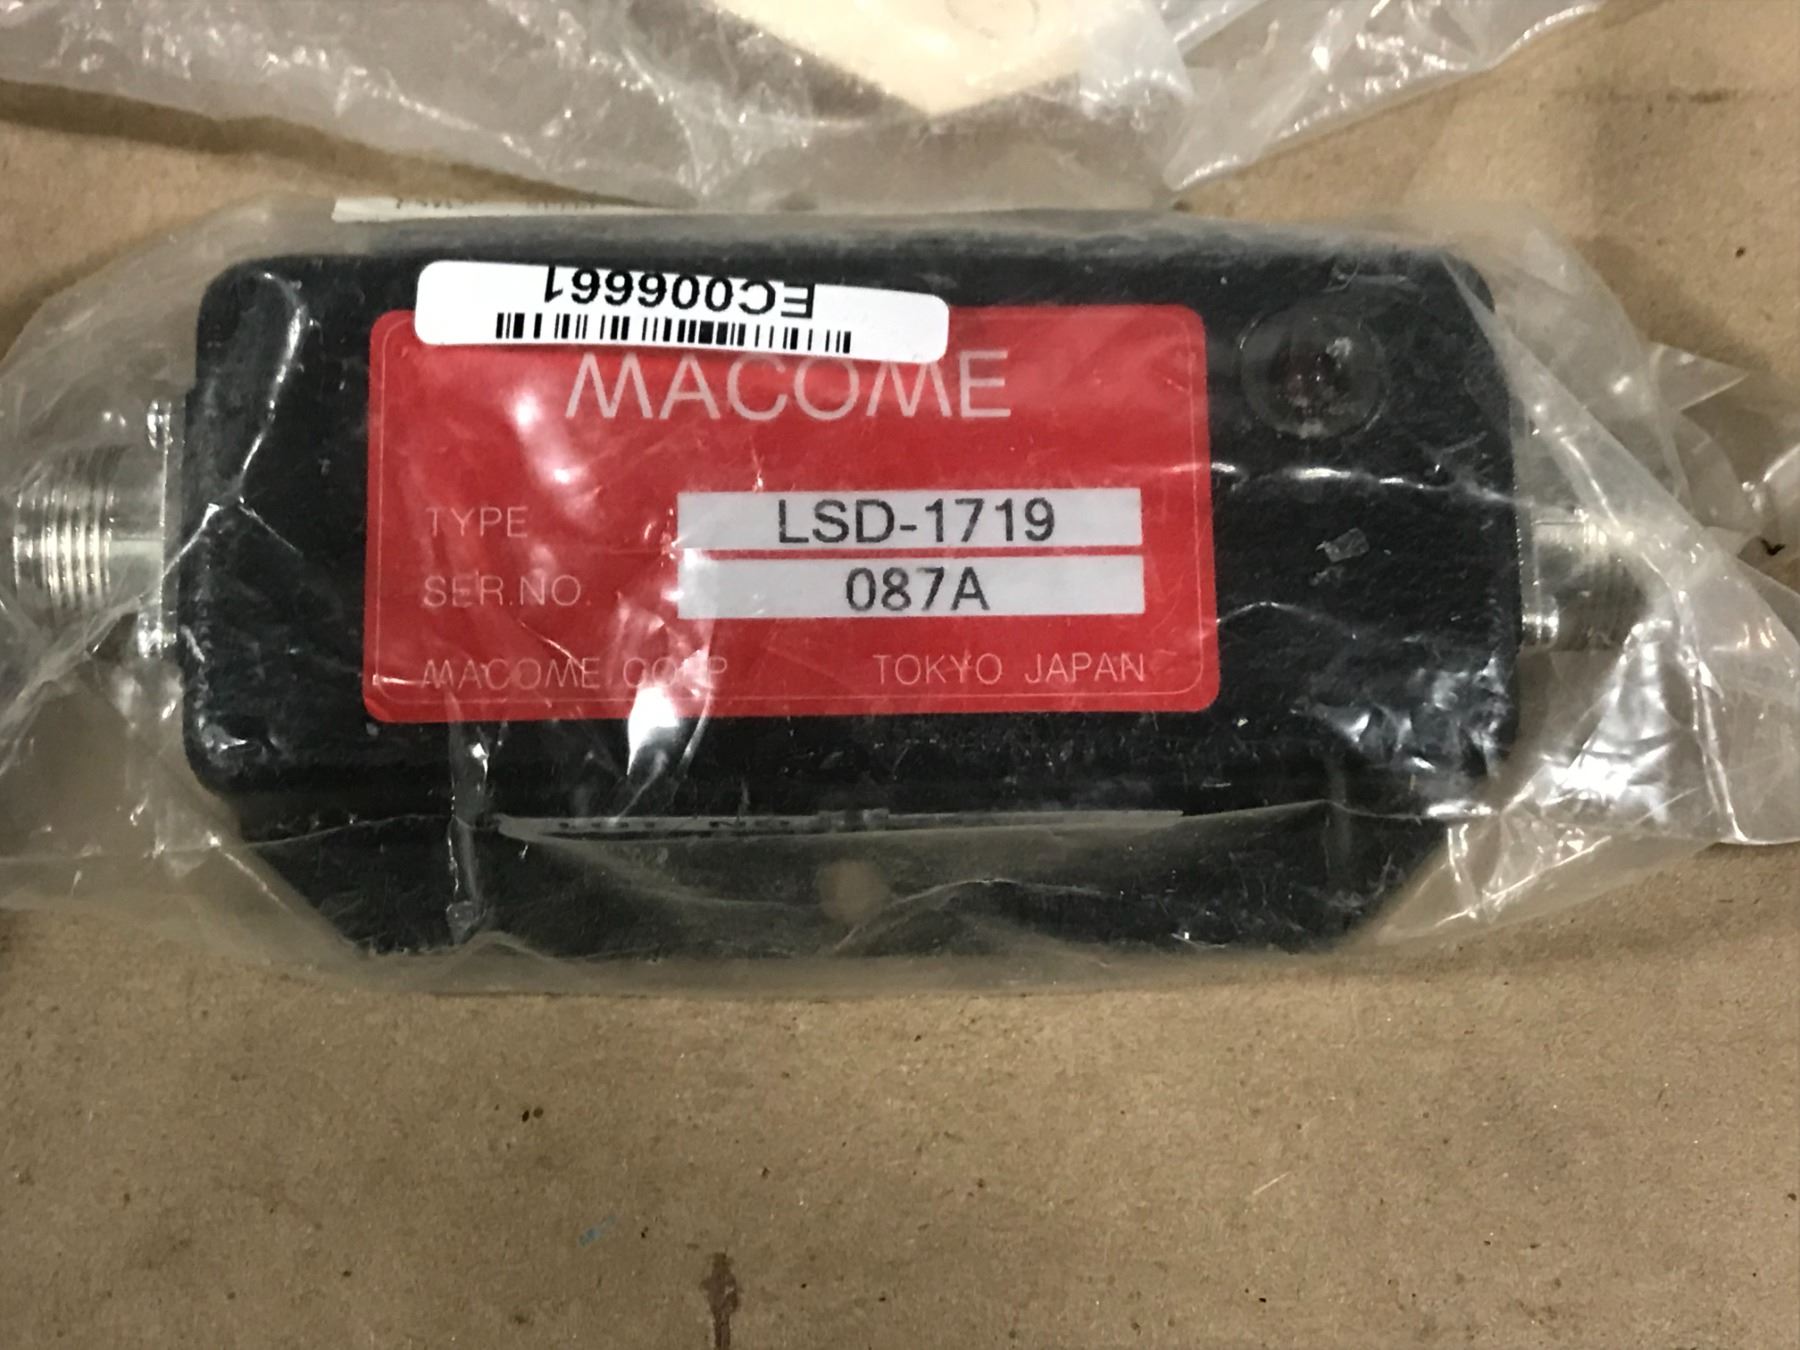 EC006661
MACOME
TYPE LSD-1719
SER.NO. 087A
MACOME CORP TOKYO JAPAN